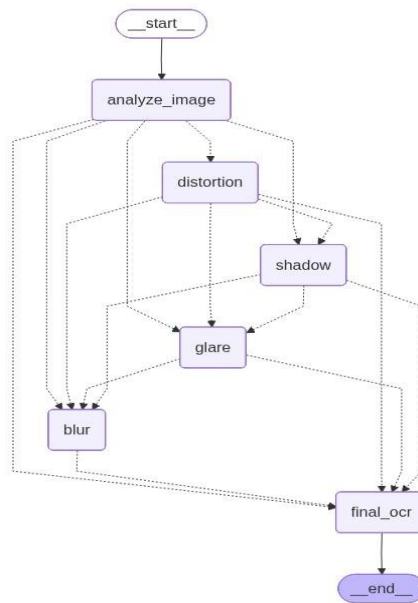 __start__
analyze_image
distortion
shadow
glare
blur
final_ocr
__end__